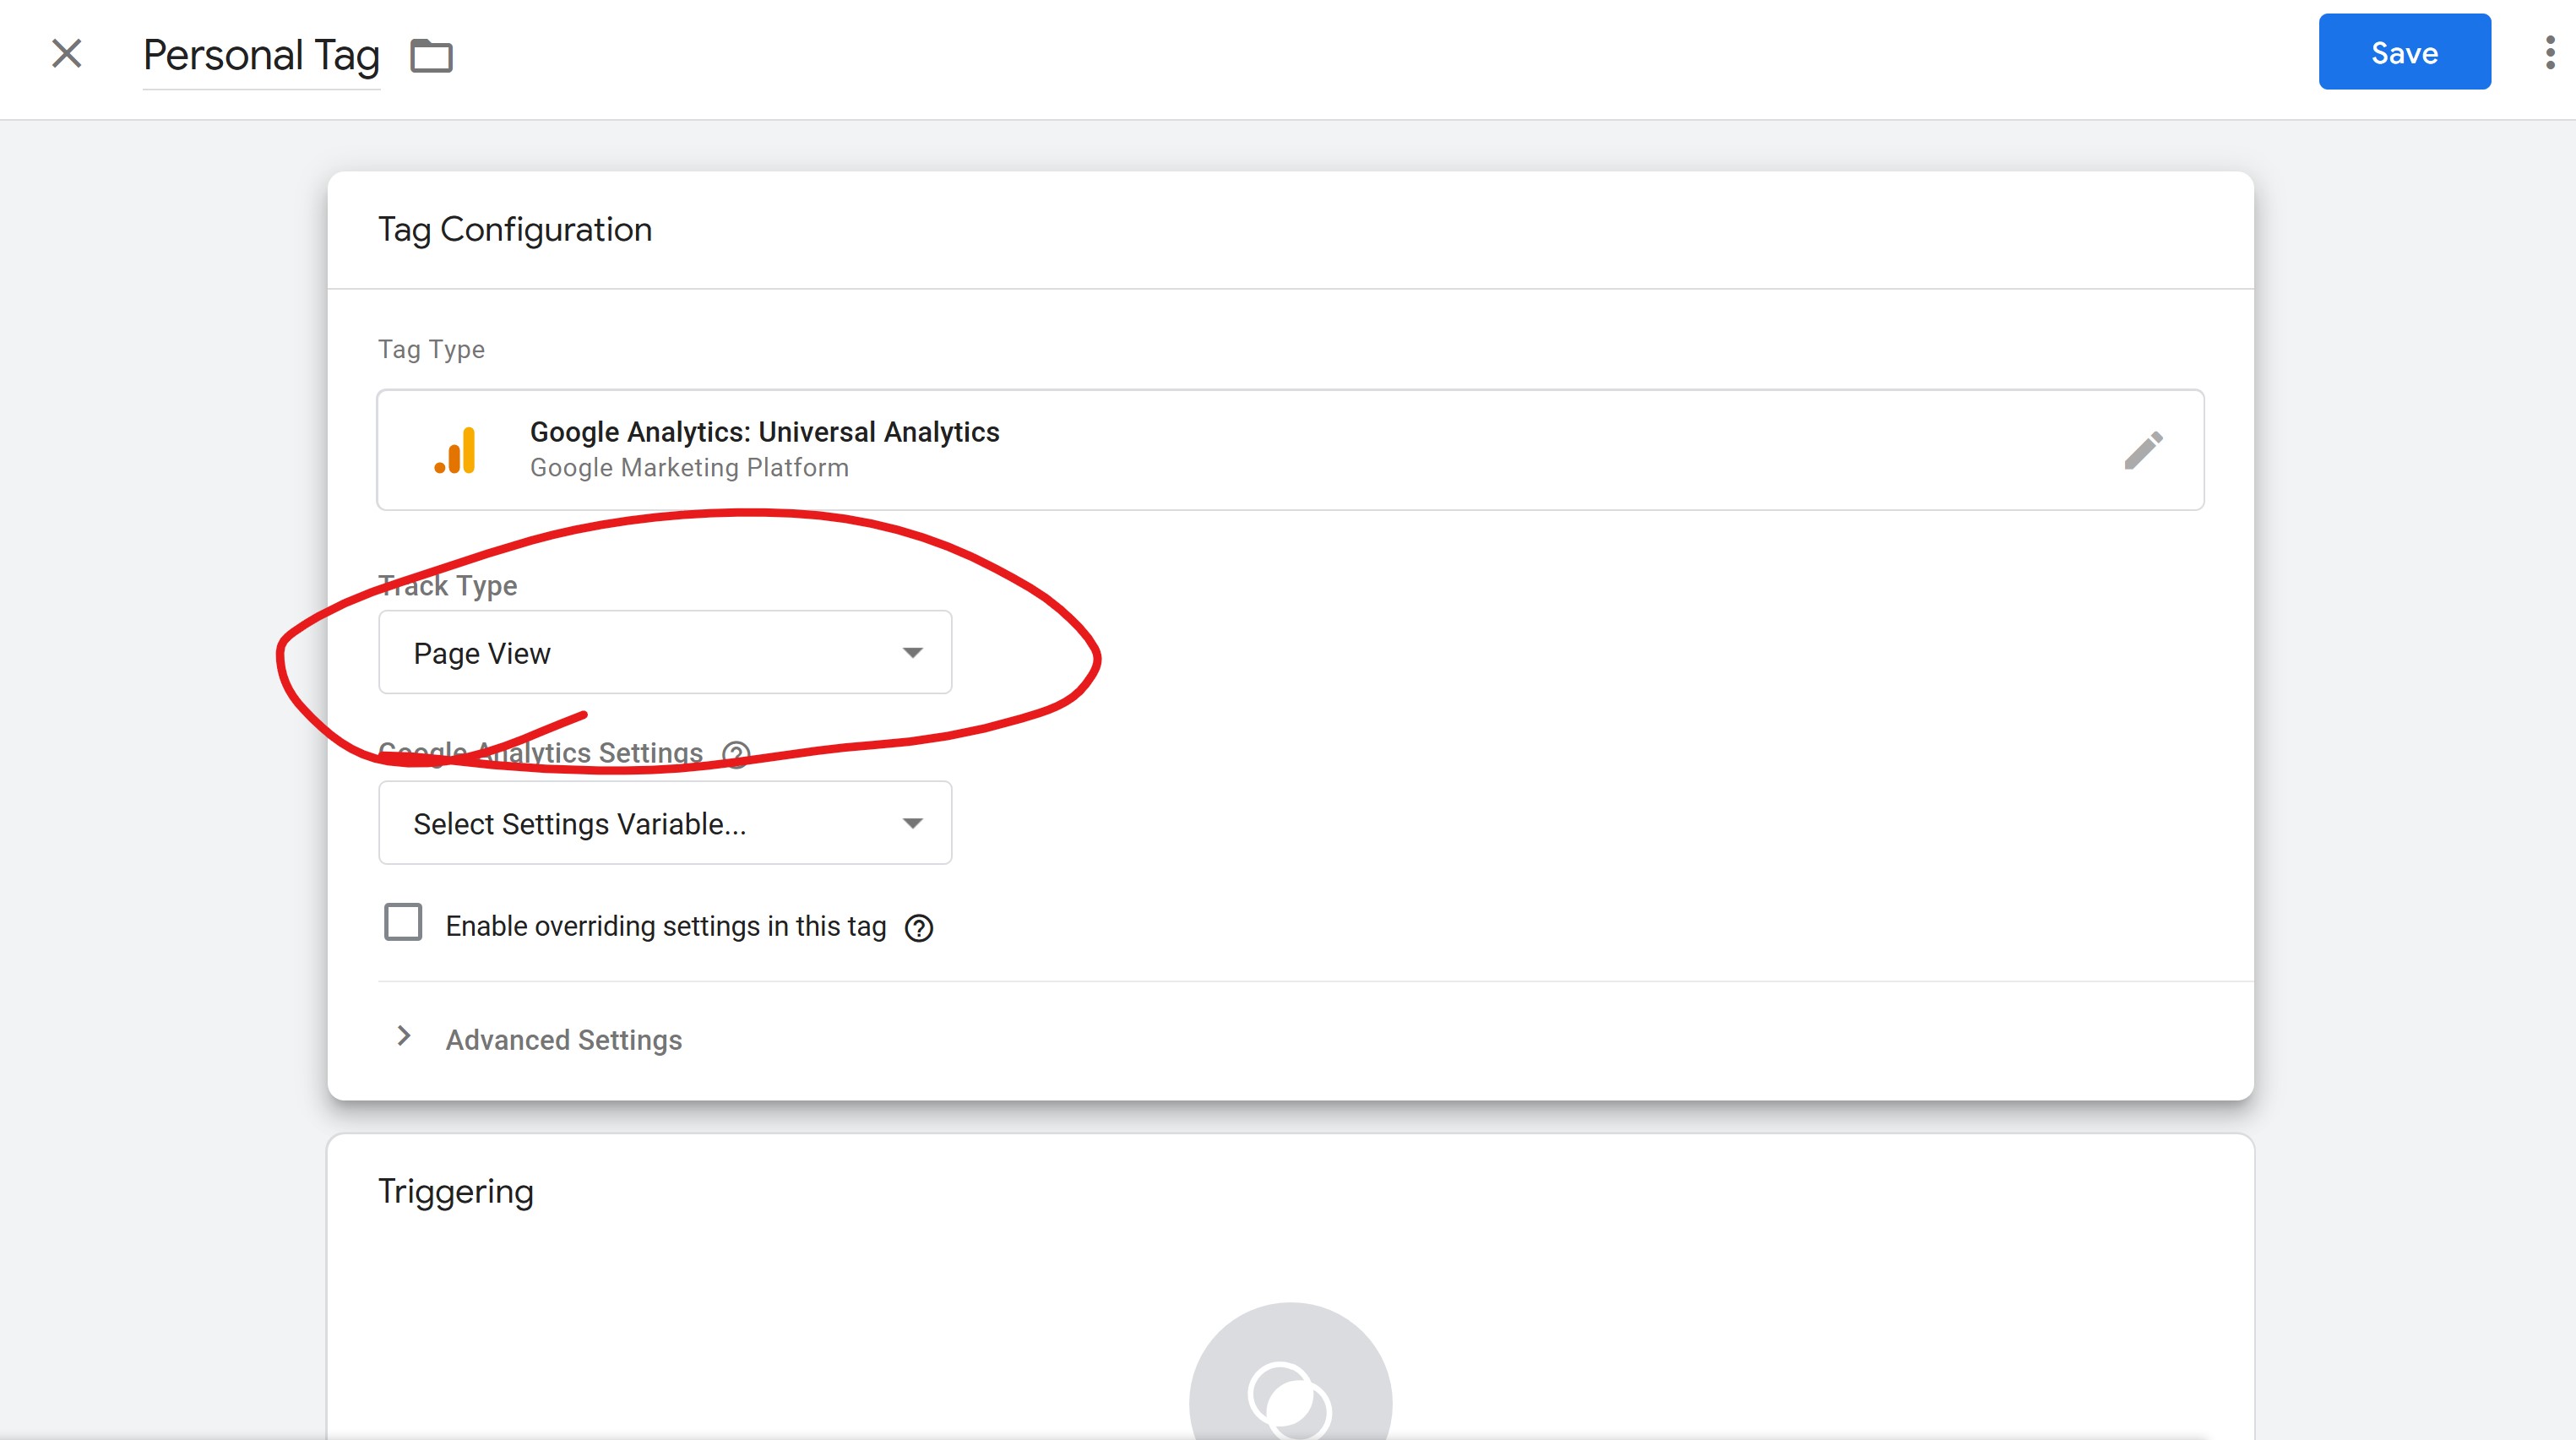 Personal Tag
Save
Tag Configuration
Tag Type
Google Analytics: Universal Analytics
Google Marketing Platform
Track Type
Page View
Google Analytics Settings
Select Settings Variable...
Enable overriding settings in this tag
Advanced Settings
Triggering